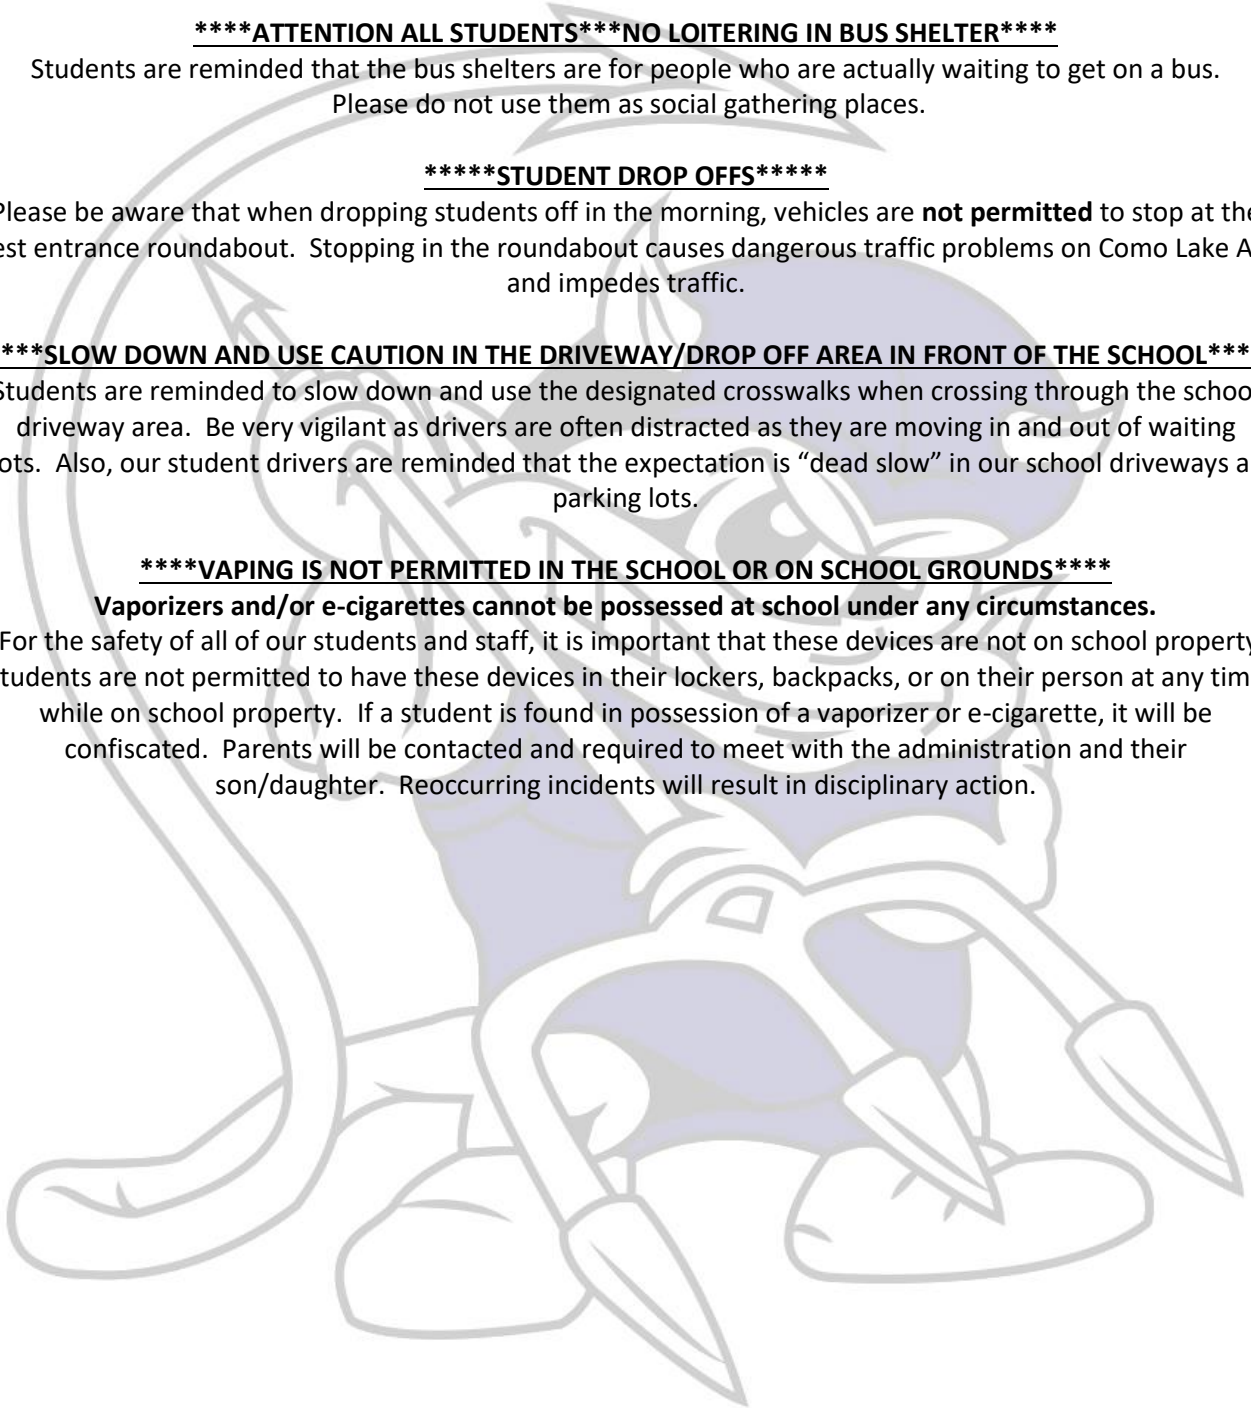 ****ATTENTION ALL STUDENTS***NO LOITERING IN BUS SHELTER****
Students are reminded that the bus shelters are for people who are actually waiting to get on a bus.
Please do not use them as social gathering places.
*****STUDENT DROP OFFS*****
Please be aware that when dropping students off in the morning, vehicles are not permitted to stop at the
est entrance roundabout. Stopping in the roundabout causes dangerous traffic problems on Como Lake A
and impedes traffic.
***SLOW DOWN AND USE CAUTION IN THE DRIVEWAY/DROP OFF AREA IN FRONT OF THE SCHOOL***
Students are reminded to slow down and use the designated crosswalks when crossing through the school
driveway area. Be very vigilant as drivers are often distracted as they are moving in and out of waiting
ots. Also, our student drivers are reminded that the expectation is “dead slow” in our school driveways a
parking lots.
****VAPING IS NOT PERMITTED IN THE SCHOOL OR ON SCHOOL GROUNDS****
Vaporizers and/or e-cigarettes cannot be possessed at school under any circumstances.
For the safety of all of our students and staff, it is important that these devices are not on school property
tudents are not permitted to have these devices in their lockers, backpacks, or on their person at any tim
while on school property. If a student is found in possession of a vaporizer or e-cigarette, it will be
confiscated. Parents will be contacted and required to meet with the administration and their
son/daughter. Reoccurring incidents will result in disciplinary action.